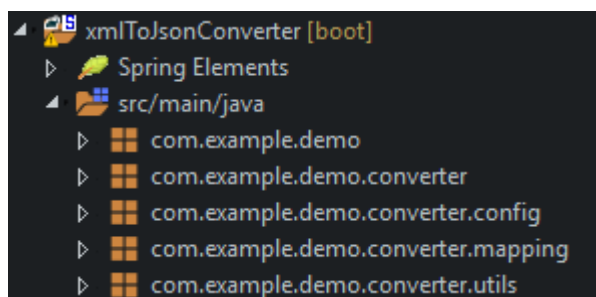 xmlToJsonConverter [boot]
Spring Elements
src/main/java
com.example.demo
com.example.demo.converter
com.example.demo.converter.config
com.example.demo.converter.mapping
com.example.demo.converter.utils